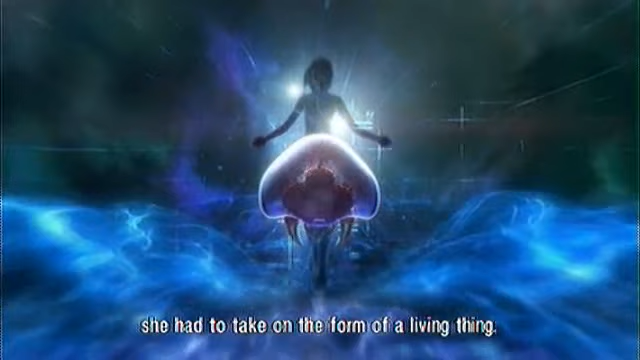 she had to take on the form of a living thing.